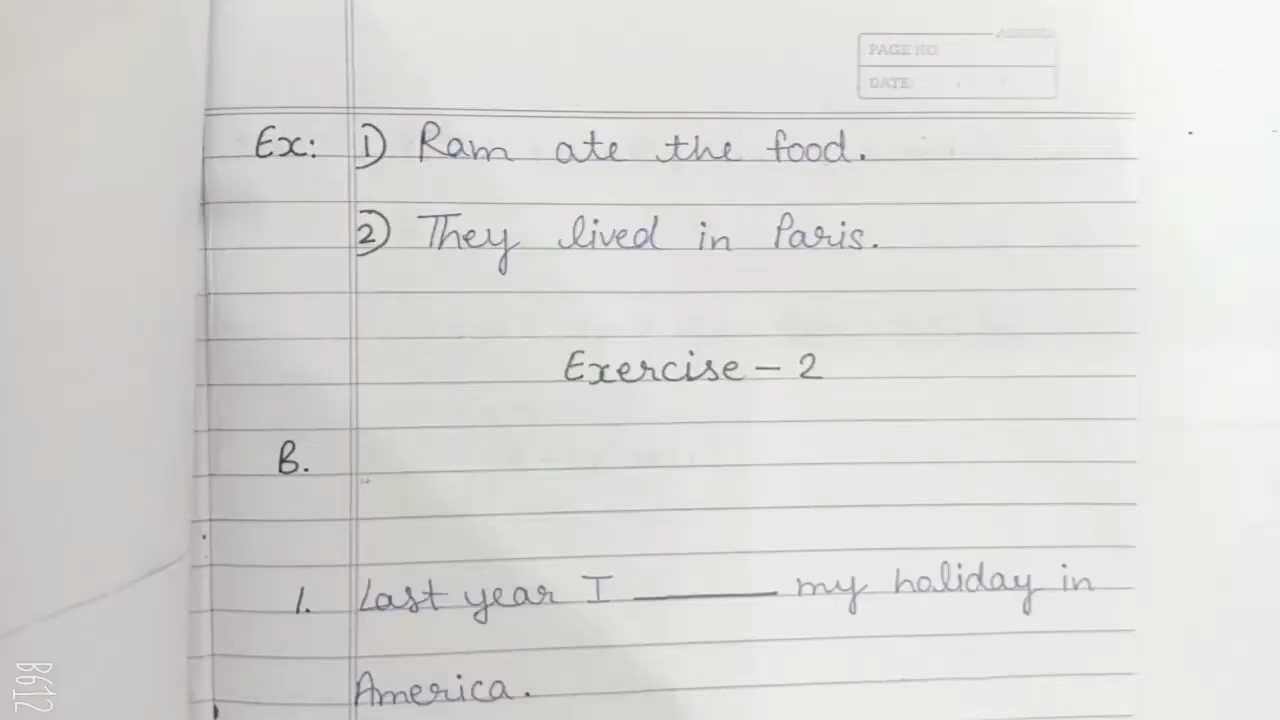 PAGE NO
DATE:
Ex: 1) Ram ate the food.
2) They lived in Paris.
Exercise - 2
B.
1. Last year I ______ my holiday in
America.
B612